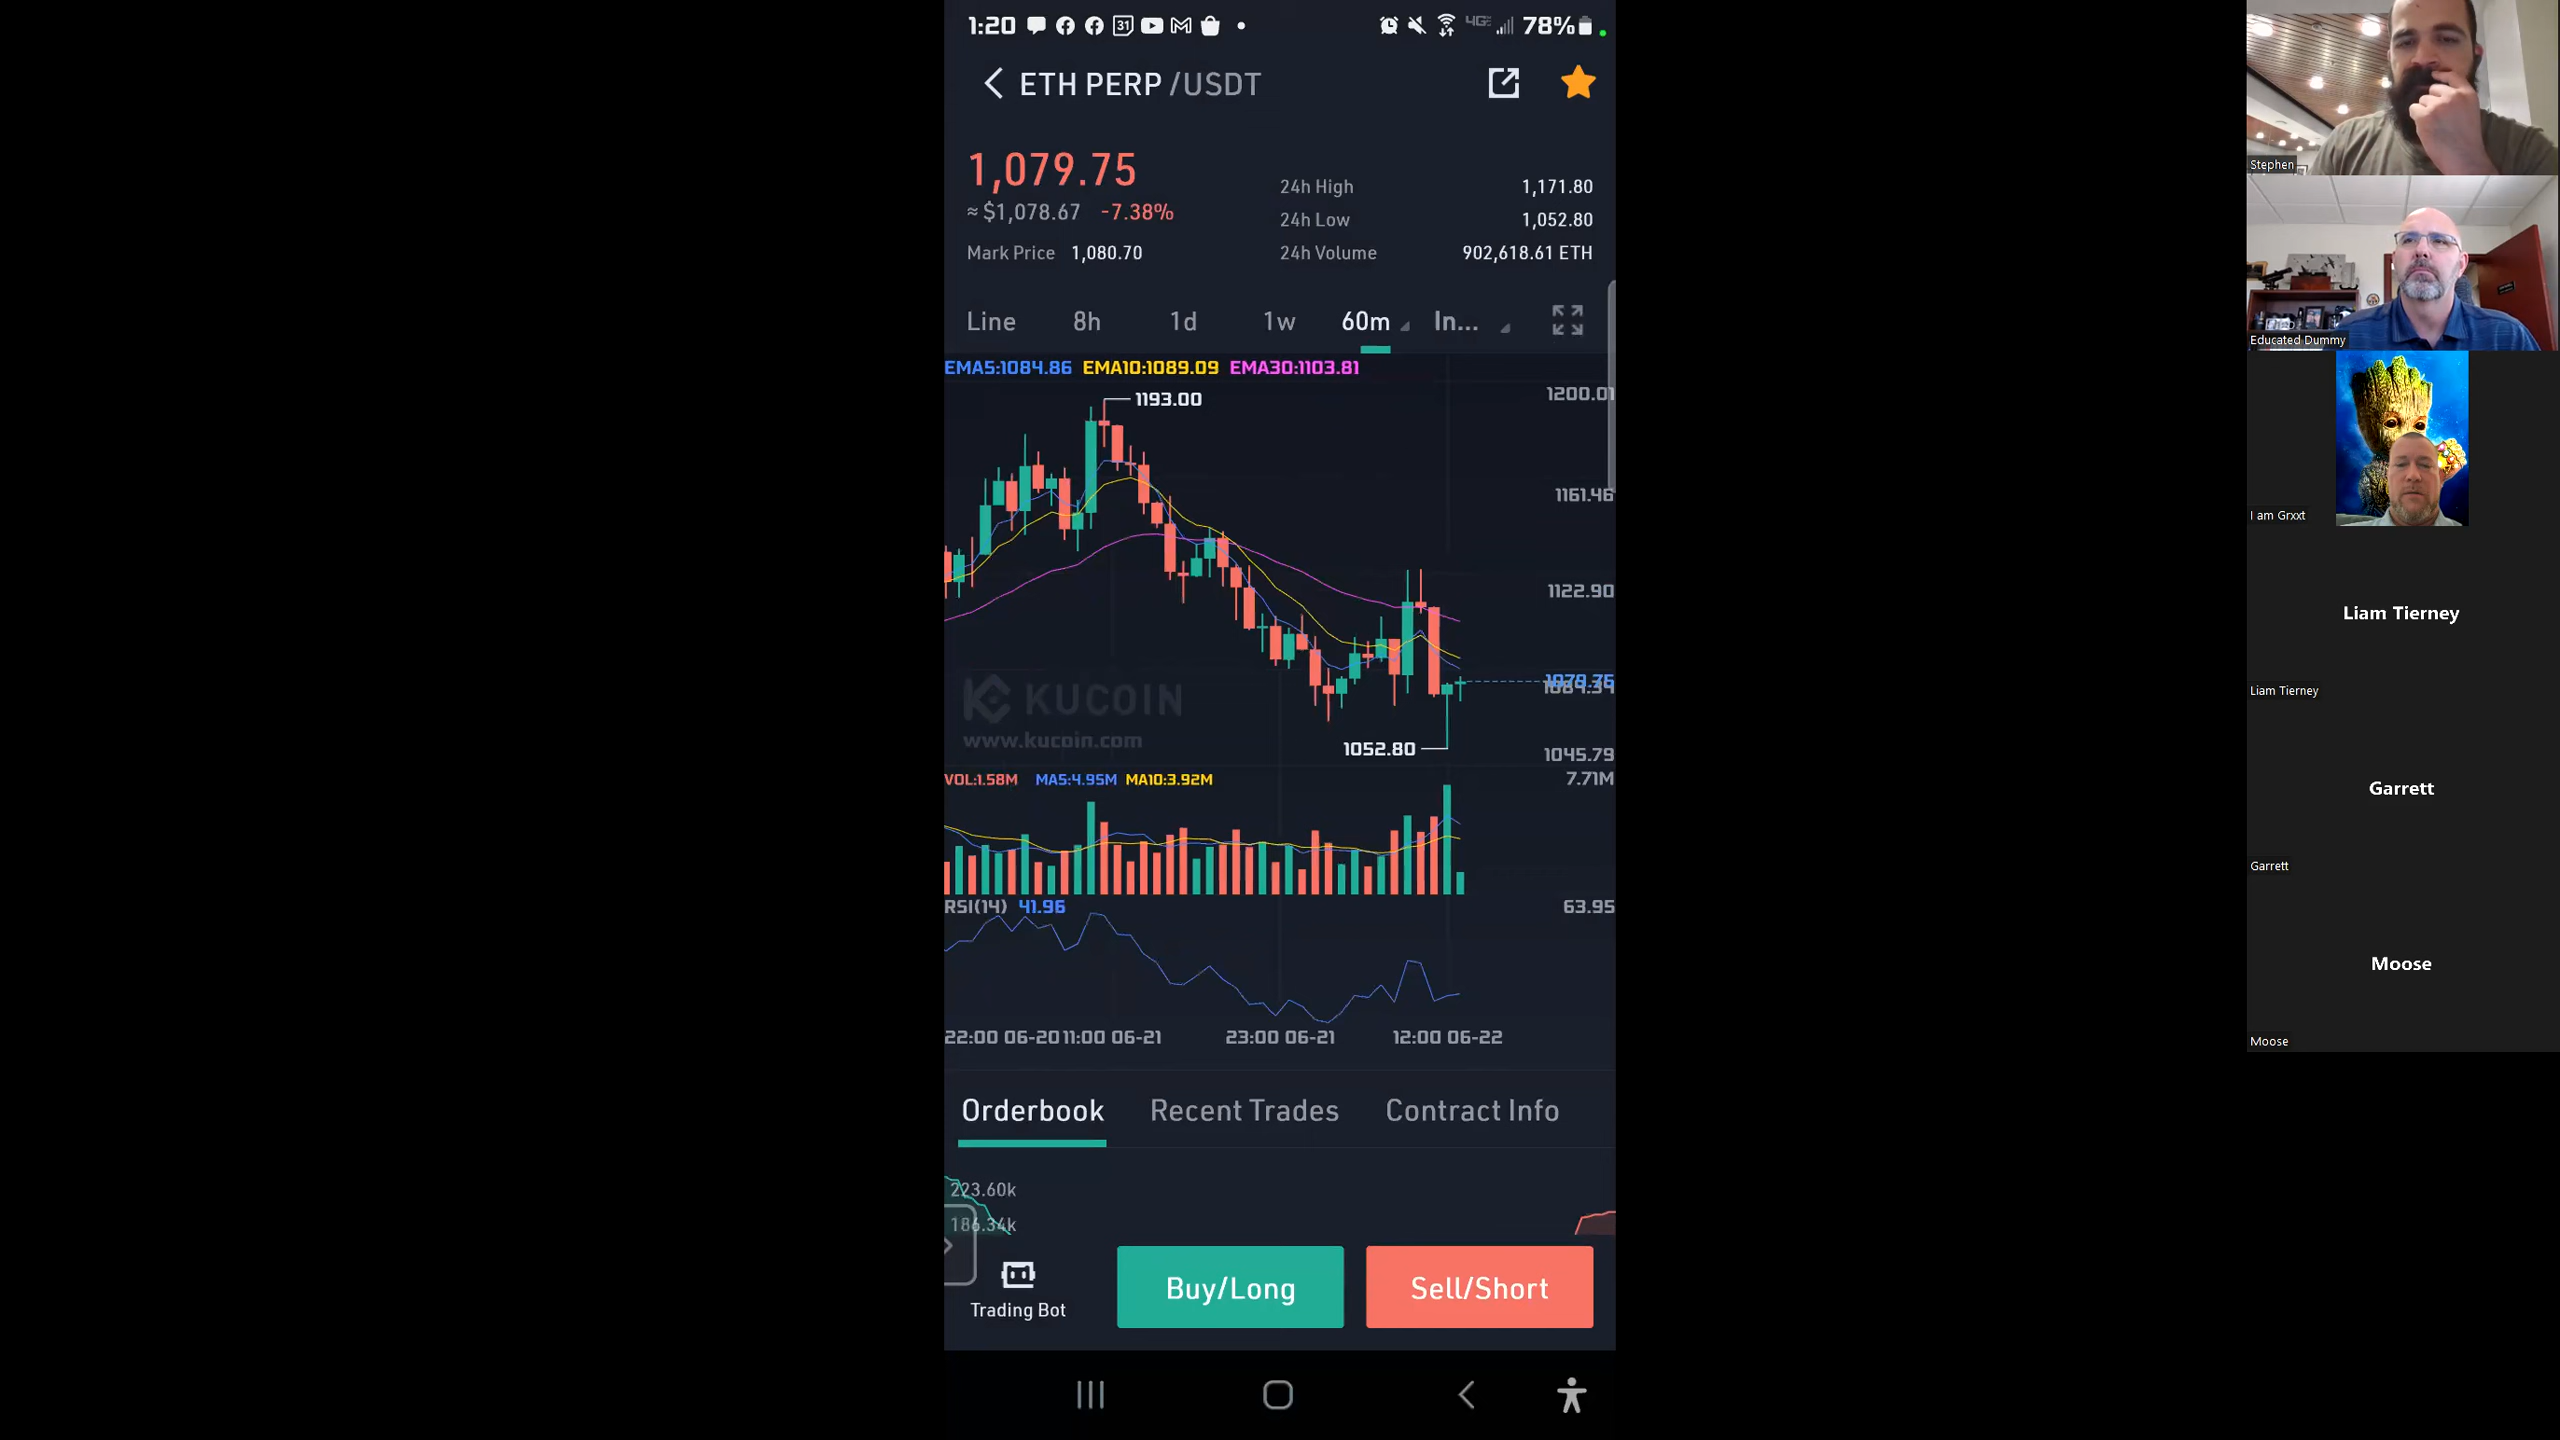 1:20 31 4G 78%
ETH PERP /USDT
1,079.75
≈ $1,078.67 -7.38%
Mark Price 1,080.70
24h High 1,171.80
24h Low 1,052.80
24h Volume 902,618.61 ETH
Line 8h 1d 1w 60m In...
EMA5:1084.86 EMA10:1089.09 EMA30:1103.81
1193.00
1200.01
1161.46
1122.90
1079.75
KUCOIN
www.kucoin.com
1052.80
1045.79
VOL:1.58M MA5:4.95M MA10:3.92M
7.71M
RSI(14) 41.96
63.95
22:00 06-20 11:00 06-21 23:00 06-21 12:00 06-22
Orderbook Recent Trades Contract Info
223.60k
186.34k
Trading Bot
Buy/Long
Sell/Short
Stephen
Educated Dummy
I am Grxxt
Liam Tierney
Liam Tierney
Garrett
Garrett
Moose
Moose